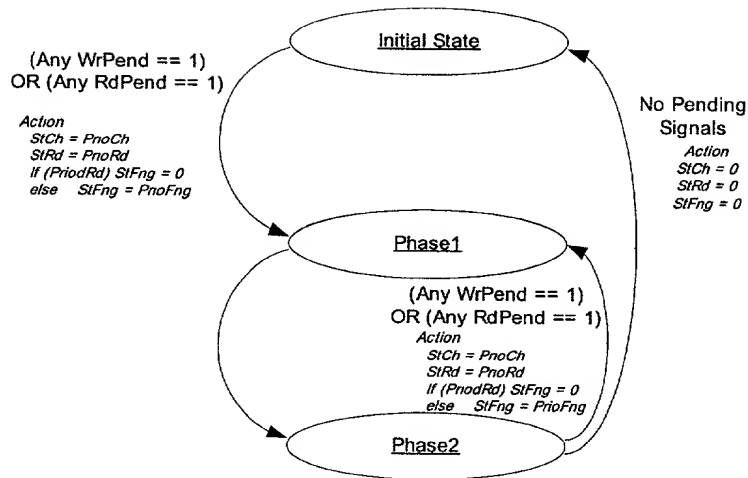 Initial State
(Any WrPend == 1)
OR (Any RdPend == 1)
Action
StCh = PnoCh
StRd = PnoRd
If (PriodRd) StFng = 0
else StFng = PnoFng
No Pending
Signals
Action
StCh = 0
StRd = 0
StFng = 0
Phase1
(Any WrPend == 1)
OR (Any RdPend == 1)
Action
StCh = PnoCh
StRd = PnoRd
If (PnodRd) StFng = 0
else StFng = PrioFng
Phase2